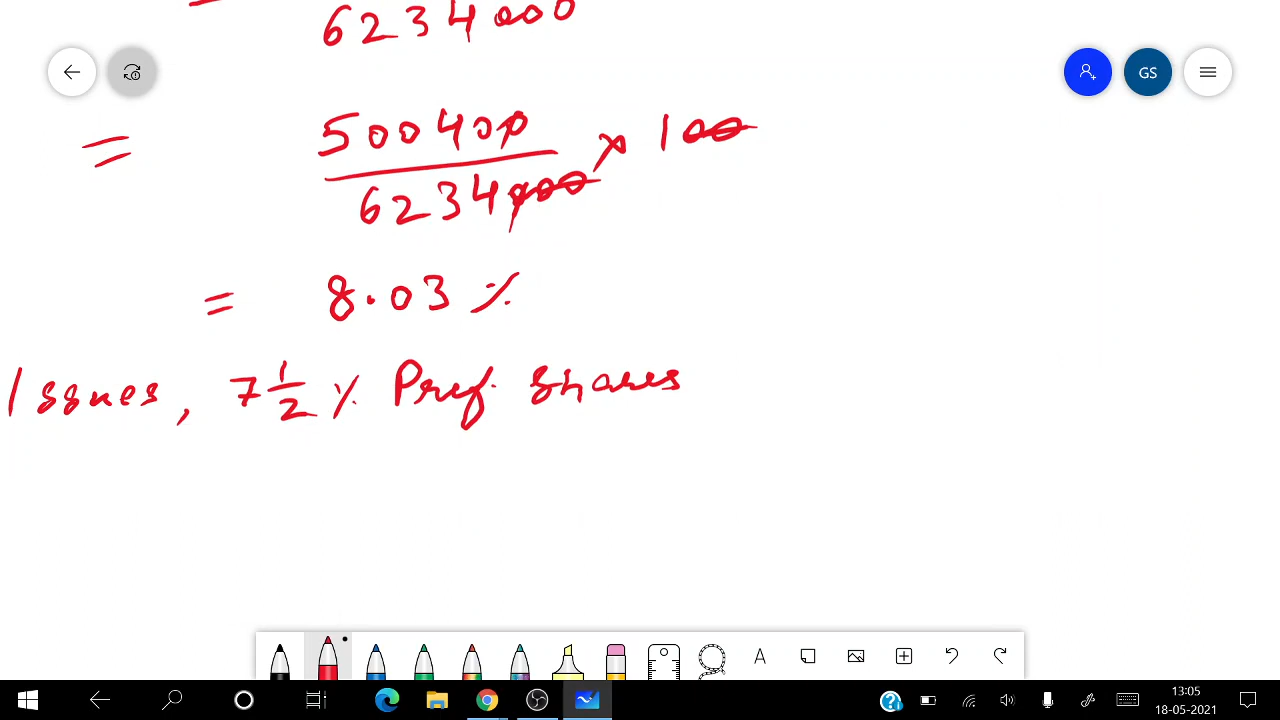 6234000
GS
= 500400 × 100
6234000
= 8.03 %
Issues, 7 1/2 % Pref. Shares
A
13:05
18-05-2021